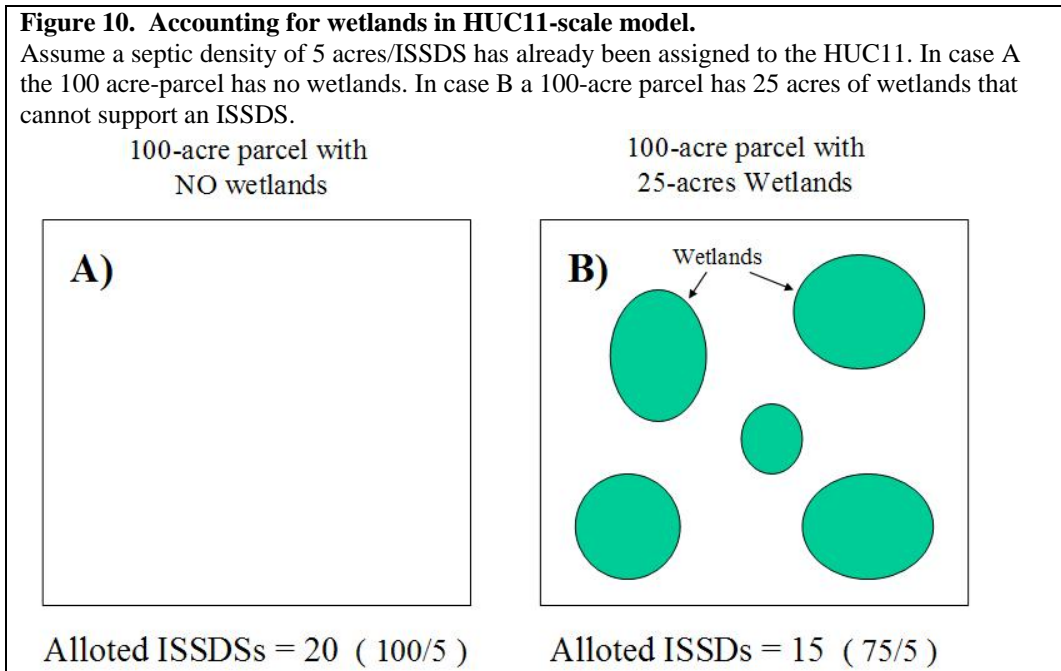 Figure 10. Accounting for wetlands in HUC11-scale model.
Assume a septic density of 5 acres/ISSDS has already been assigned to the HUC11. In case A
the 100 acre-parcel has no wetlands. In case B a 100-acre parcel has 25 acres of wetlands that
cannot support an ISSDS.
100-acre parcel with
NO wetlands
A)
Alloted ISSDSs = 20 ( 100/5 )
100-acre parcel with
25-acres Wetlands
B)
Wetlands
Alloted ISSDs = 15 ( 75/5 )